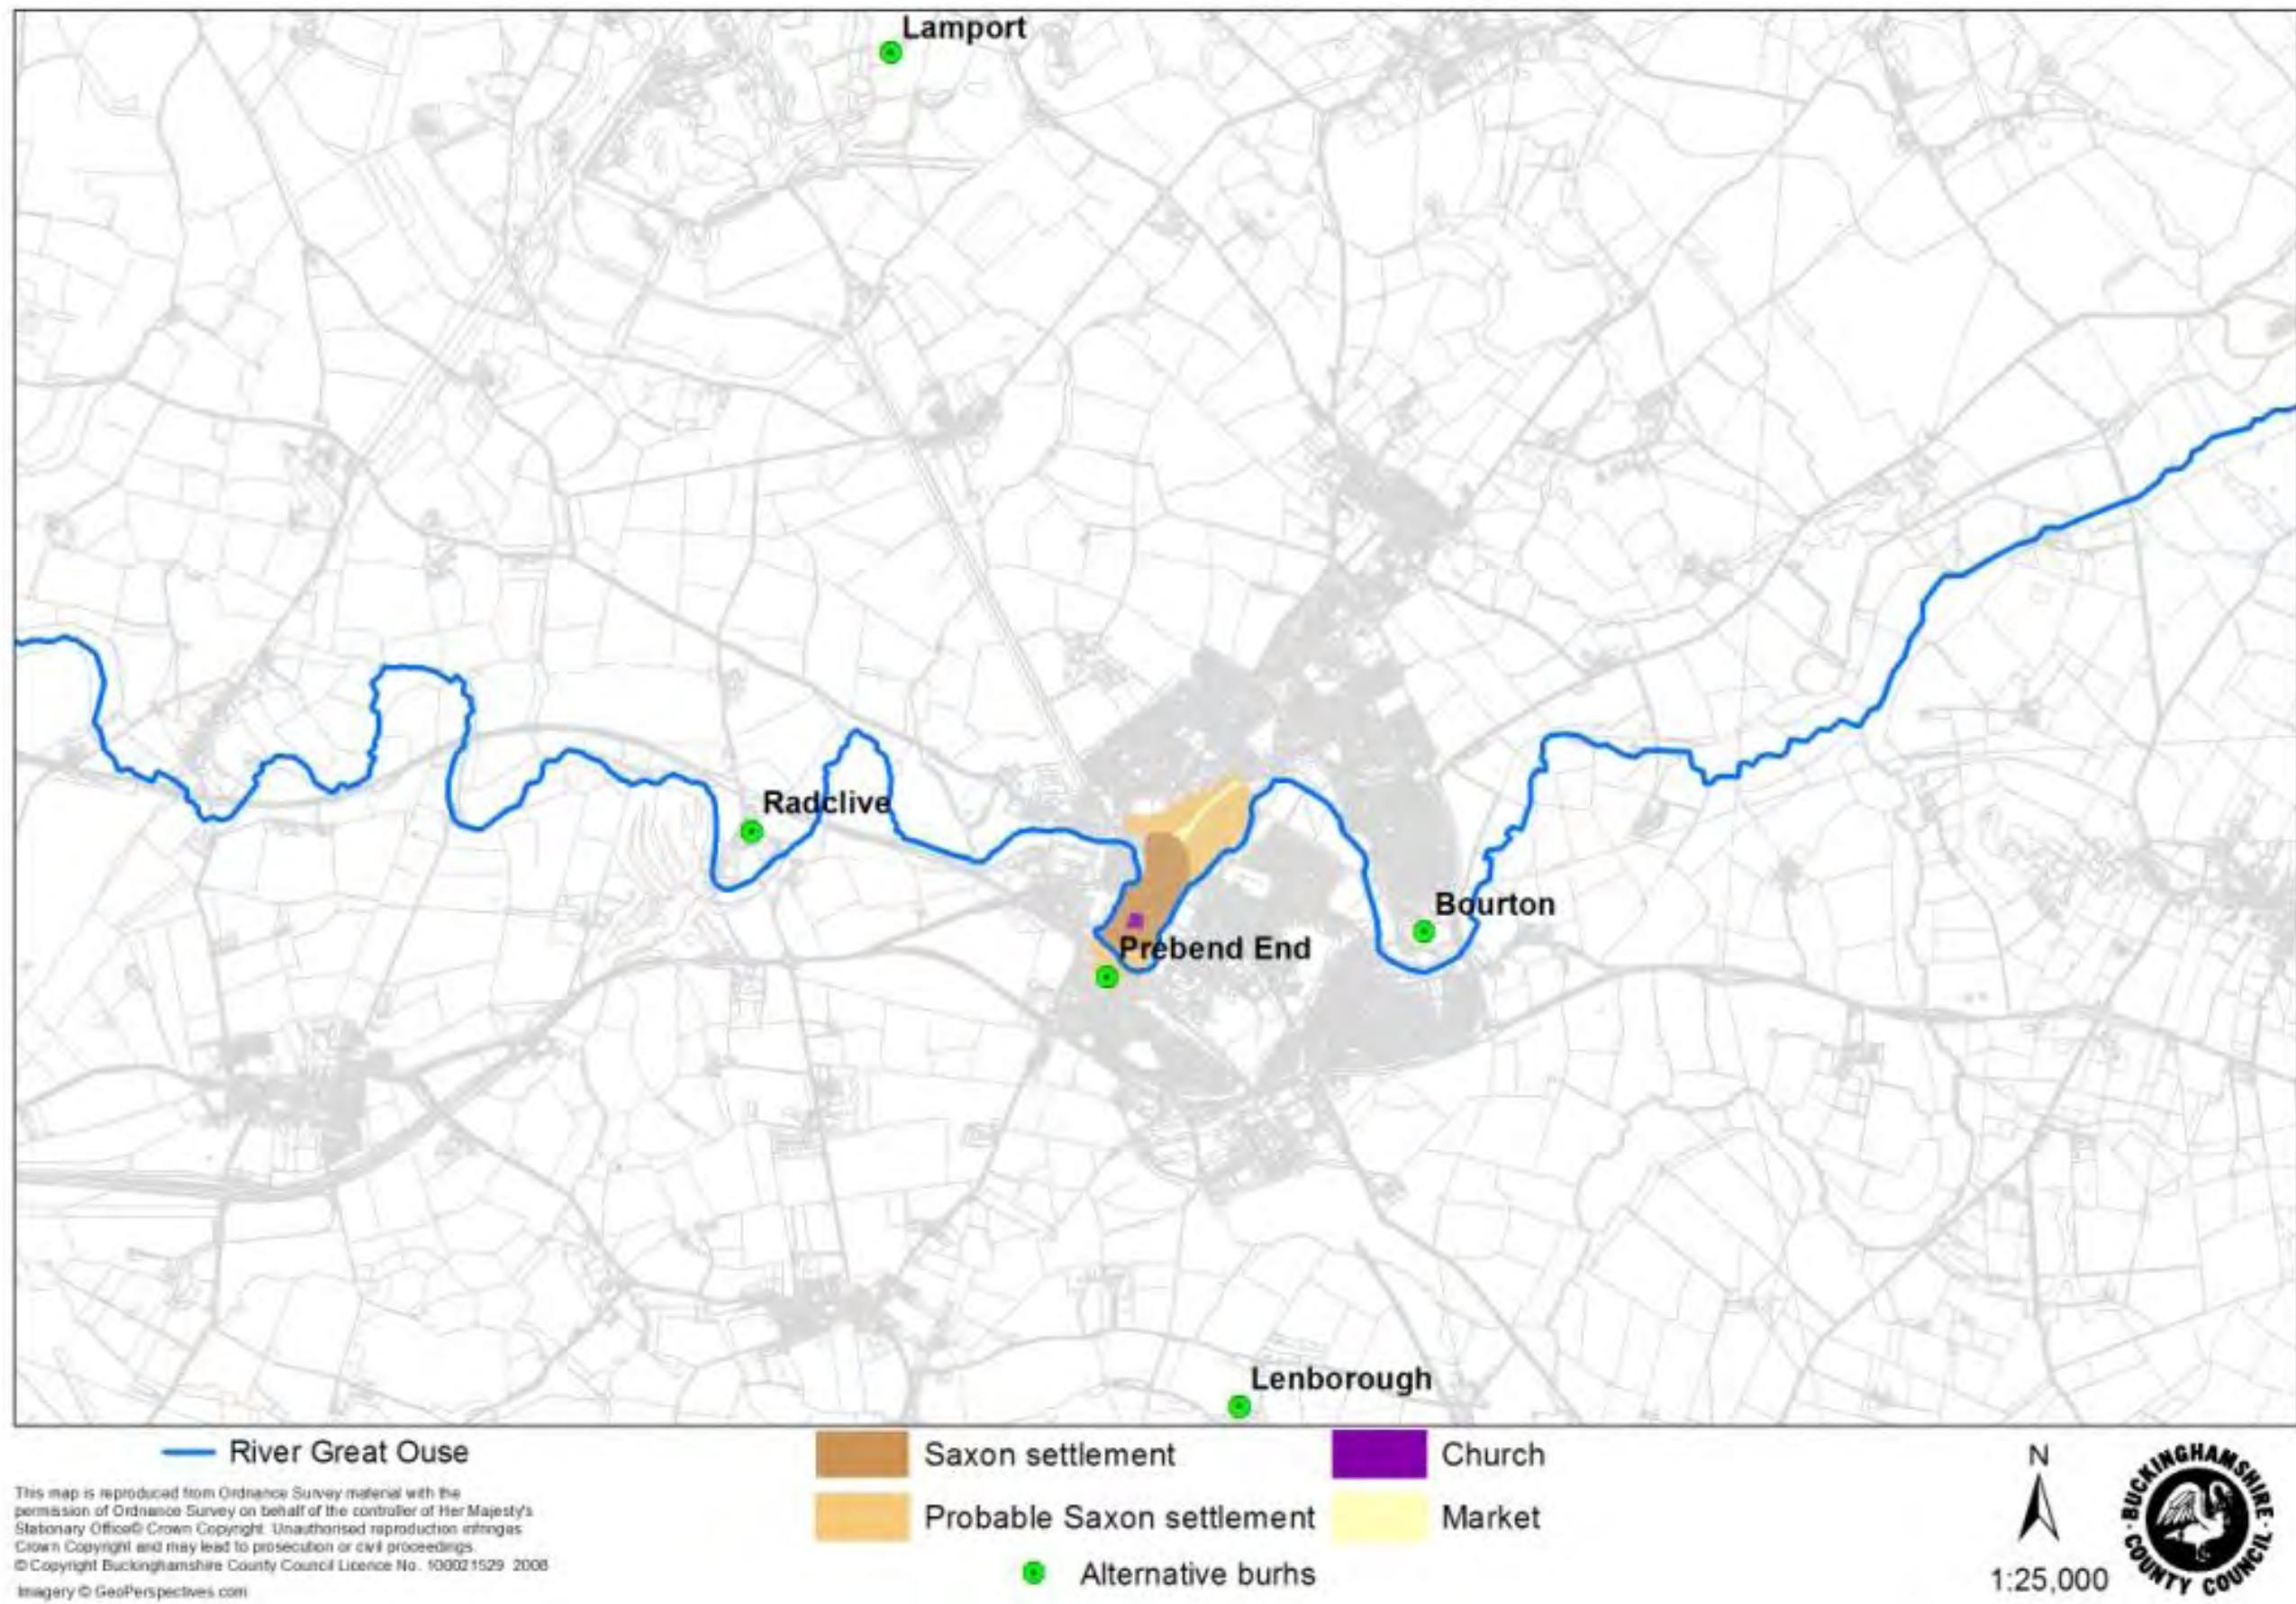 Lamport
Radclive
Bourton
Prebend End
Lenborough
River Great Ouse
This map is reproduced from Ordnance Survey material with the
permission of Ordnance Survey on behalf of the controller of Her Majesty's
Stationary Office© Crown Copyright. Unauthorised reproduction infringes
Crown Copyright and may lead to prosecution or civil proceedings.
© Copyright Buckinghamshire County Council Licence No. 100021529 2008
Imagery © GeoPerspectives.com
Saxon settlement
Church
Probable Saxon settlement
Market
Alternative burhs
N
1:25,000
BUCKINGHAMSHIRE
COUNTY COUNCIL